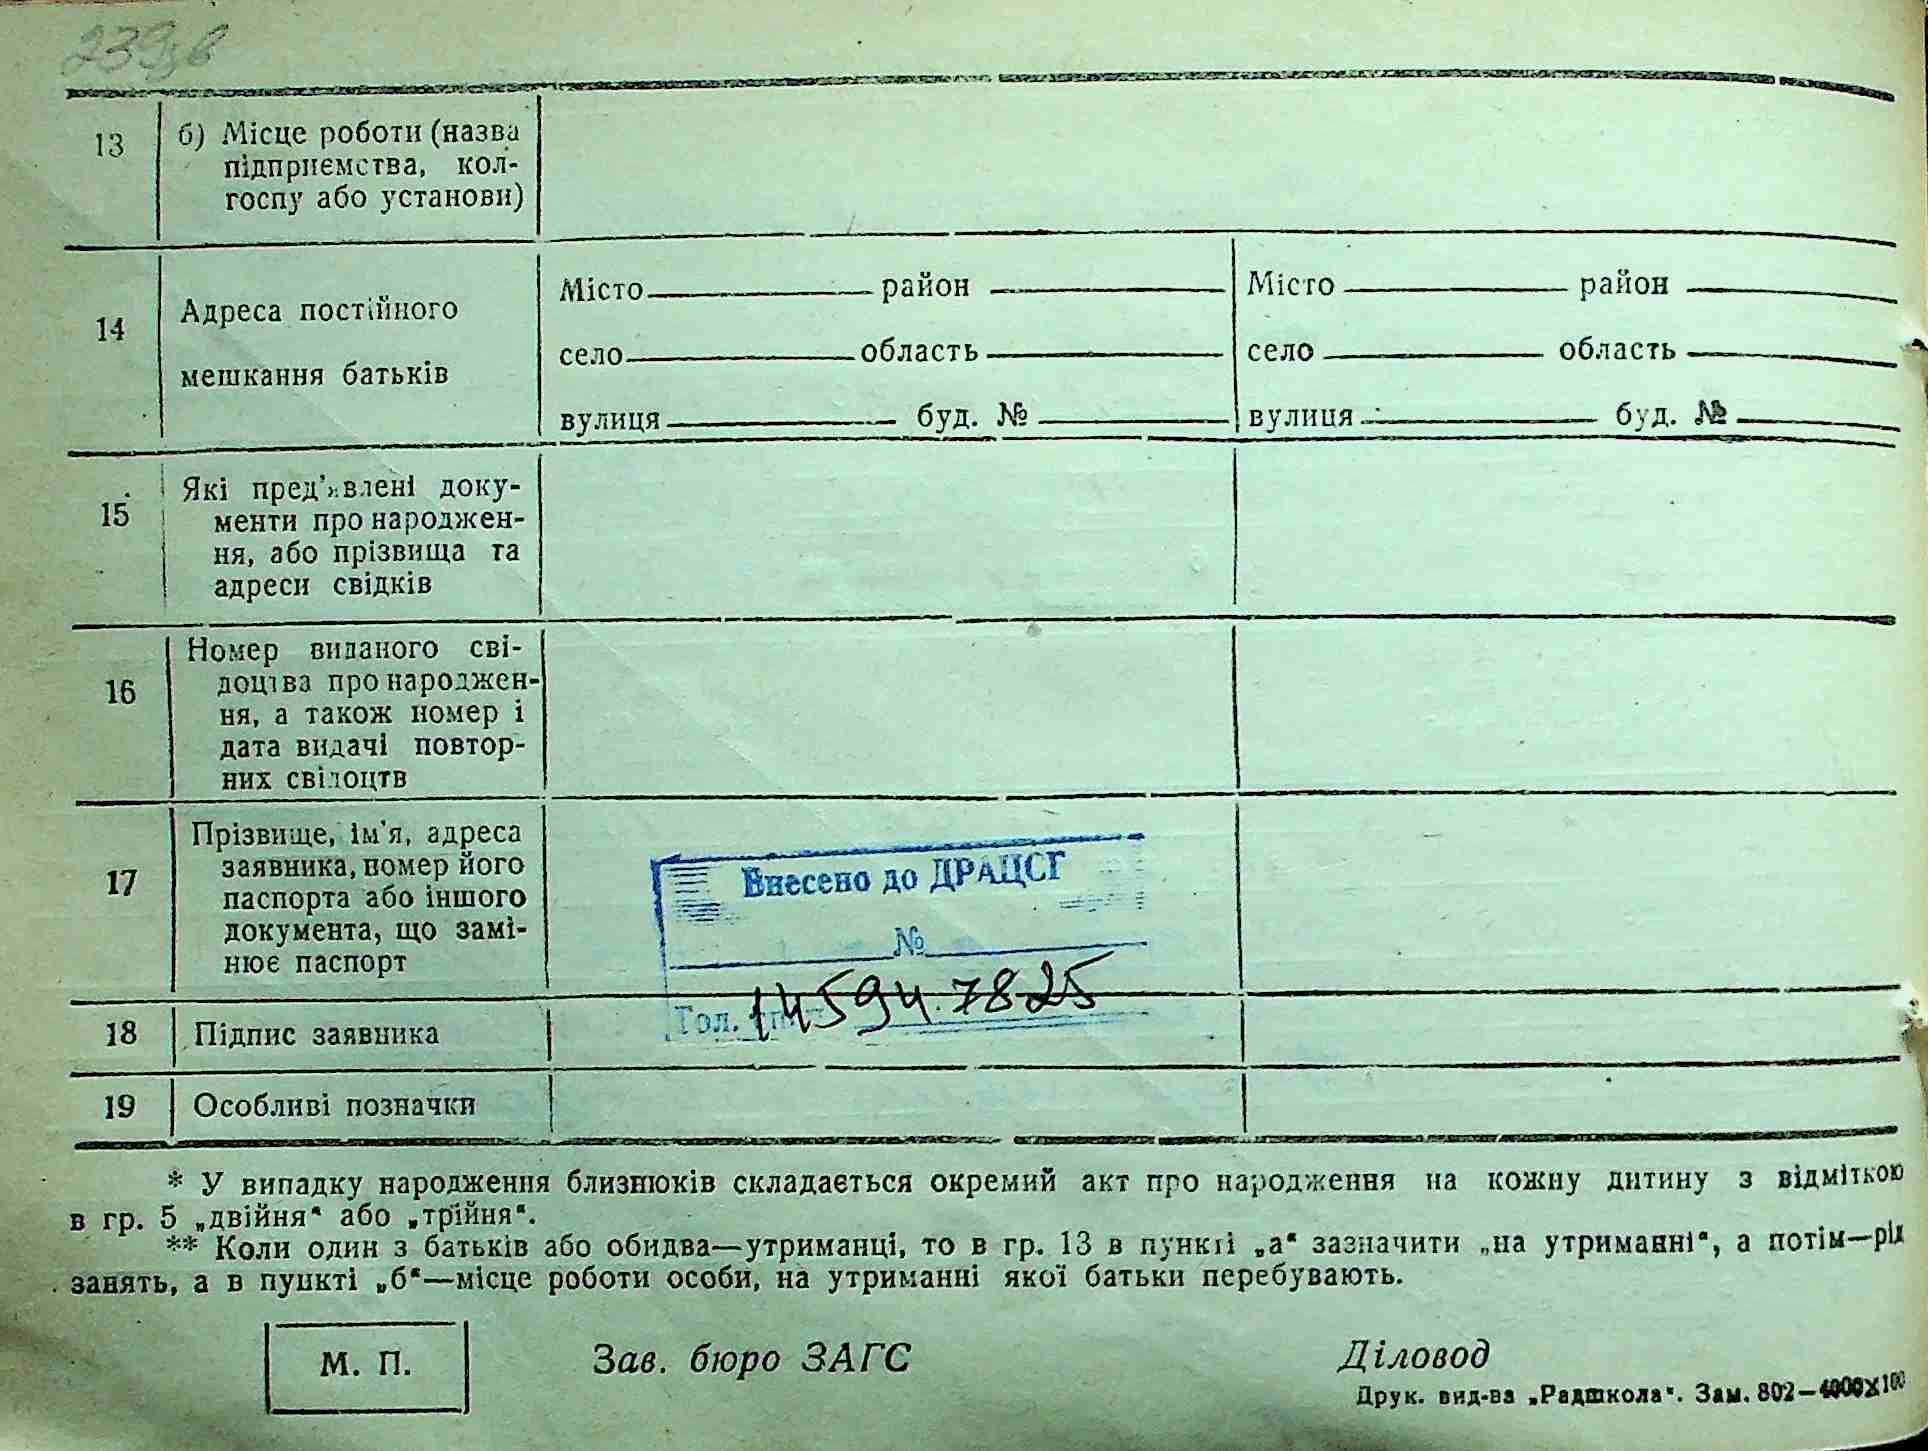 239зв
13
б) Місце роботи (назва
підприємства, кол-
госпу або установи)
14
Адреса постійного
мешкання батьків
Місто район Місто район
село область село область
вулиця буд. № вулиця буд. №
15
Які пред'явлені доку-
менти про народжен-
ня, або прізвища та
адреси свідків
16
Номер виданого сві-
доцтва про народжен-
ня, а також номер і
дата видачі повтор-
них свідоцтв
17
Прізвище, ім'я, адреса
заявника, номер його
паспорта або іншого
документа, що замі-
нює паспорт
Внесено до ДРАЦСГ
№
14594.7825
Гол. спец.
18 Підпис заявника
19 Особливі позначки
* У випадку народження близнюків складається окремий акт про народження на кожну дитину з відміткою
в гр. 5 „двійня“ або „трійня“.
** Коли один з батьків або обидва—утриманці, то в гр. 13 в пункті „а“ зазначити „на утриманні“, а потім—рід
занять, а в пункті „б“—місце роботи особи, на утриманні якої батьки перебувають.
М. П. Зав. бюро ЗАГС Діловод
Друк. вид-ва „Радшкола“. Зам. 802—4000×100